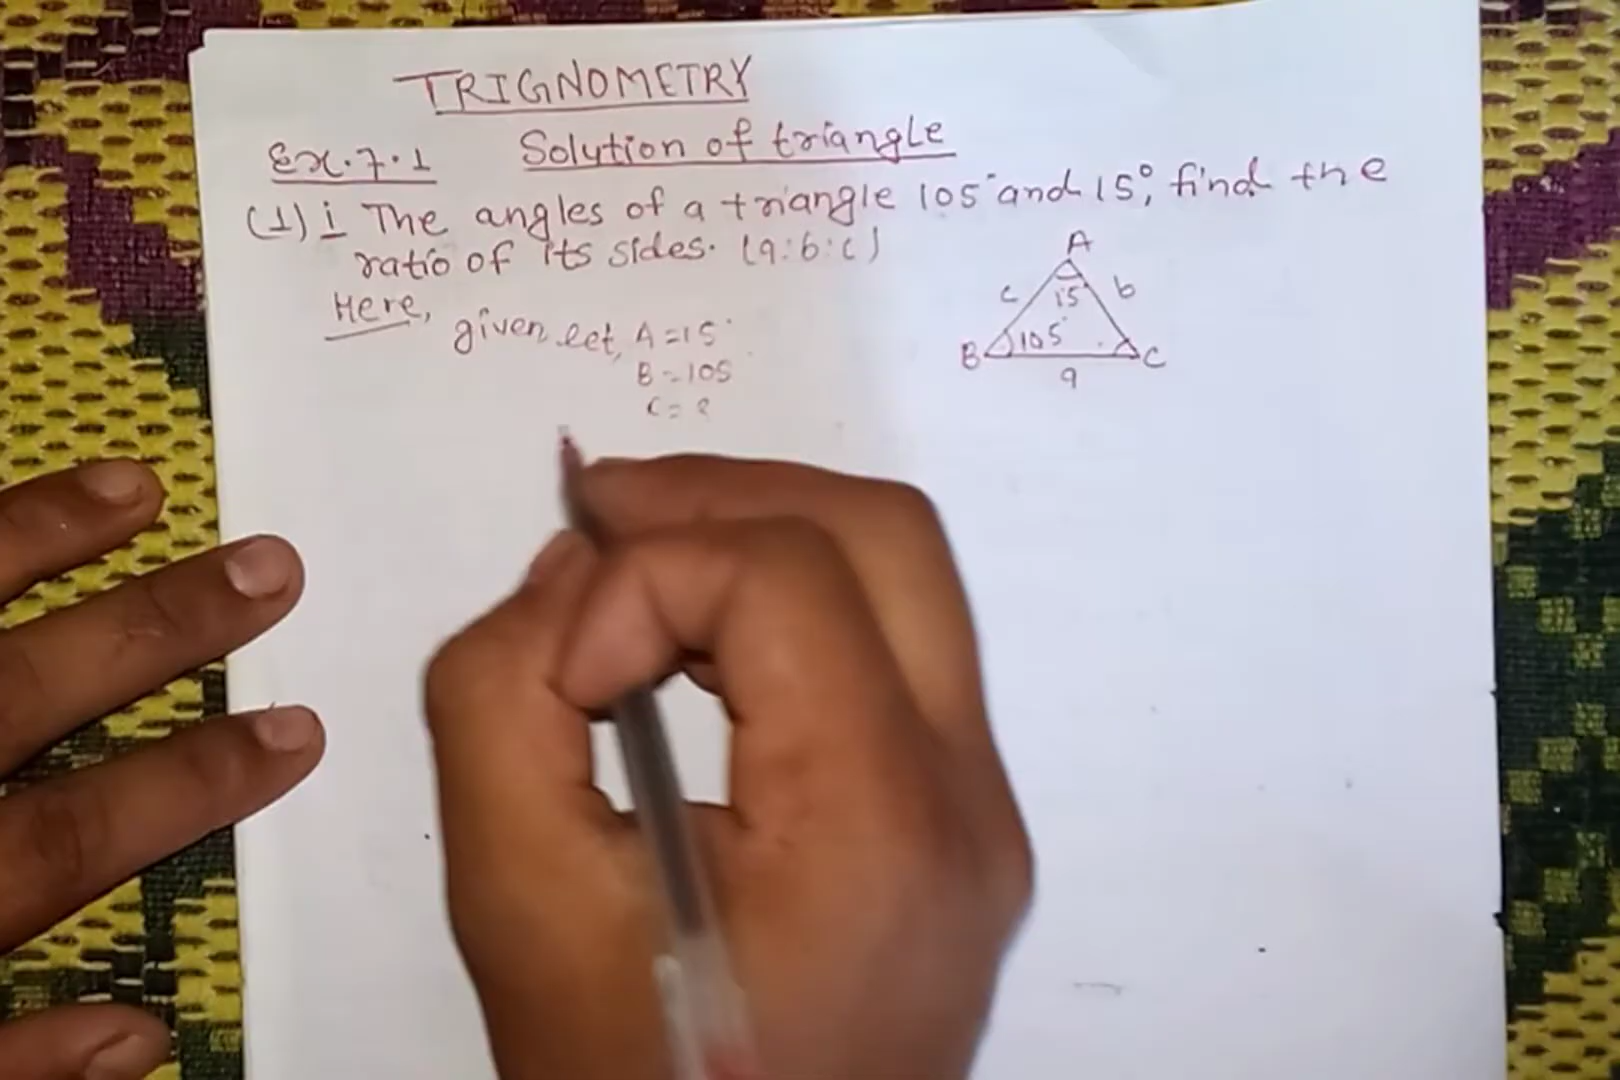 TRIGNOMETRY
Ex.7.1 Solution of triangle
(1) i The angles of a triangle 105° and 15°, find the
ratio of its sides. (a:b:c)
Here,
given let, A = 15°
B = 105°
C = ?
A
c 15° b
B 105° C
a